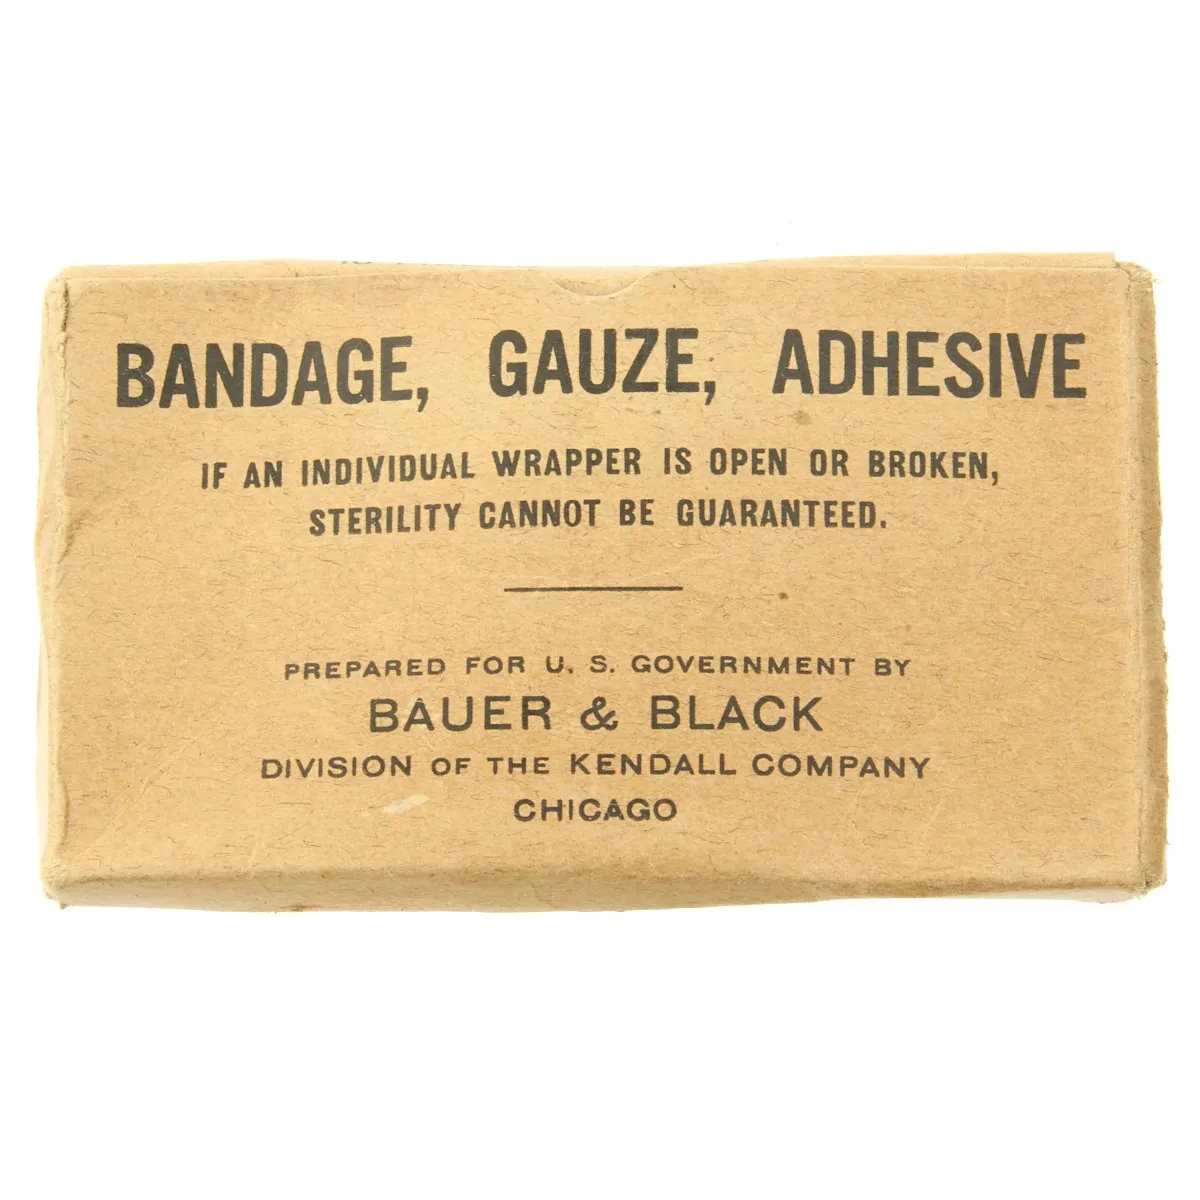 BANDAGE, GAUZE, ADHESIVE
IF AN INDIVIDUAL WRAPPER IS OPEN OR BROKEN,
STERILITY CANNOT BE GUARANTEED.
PREPARED FOR U. S. GOVERNMENT BY
BAUER & BLACK
DIVISION OF THE KENDALL COMPANY
CHICAGO